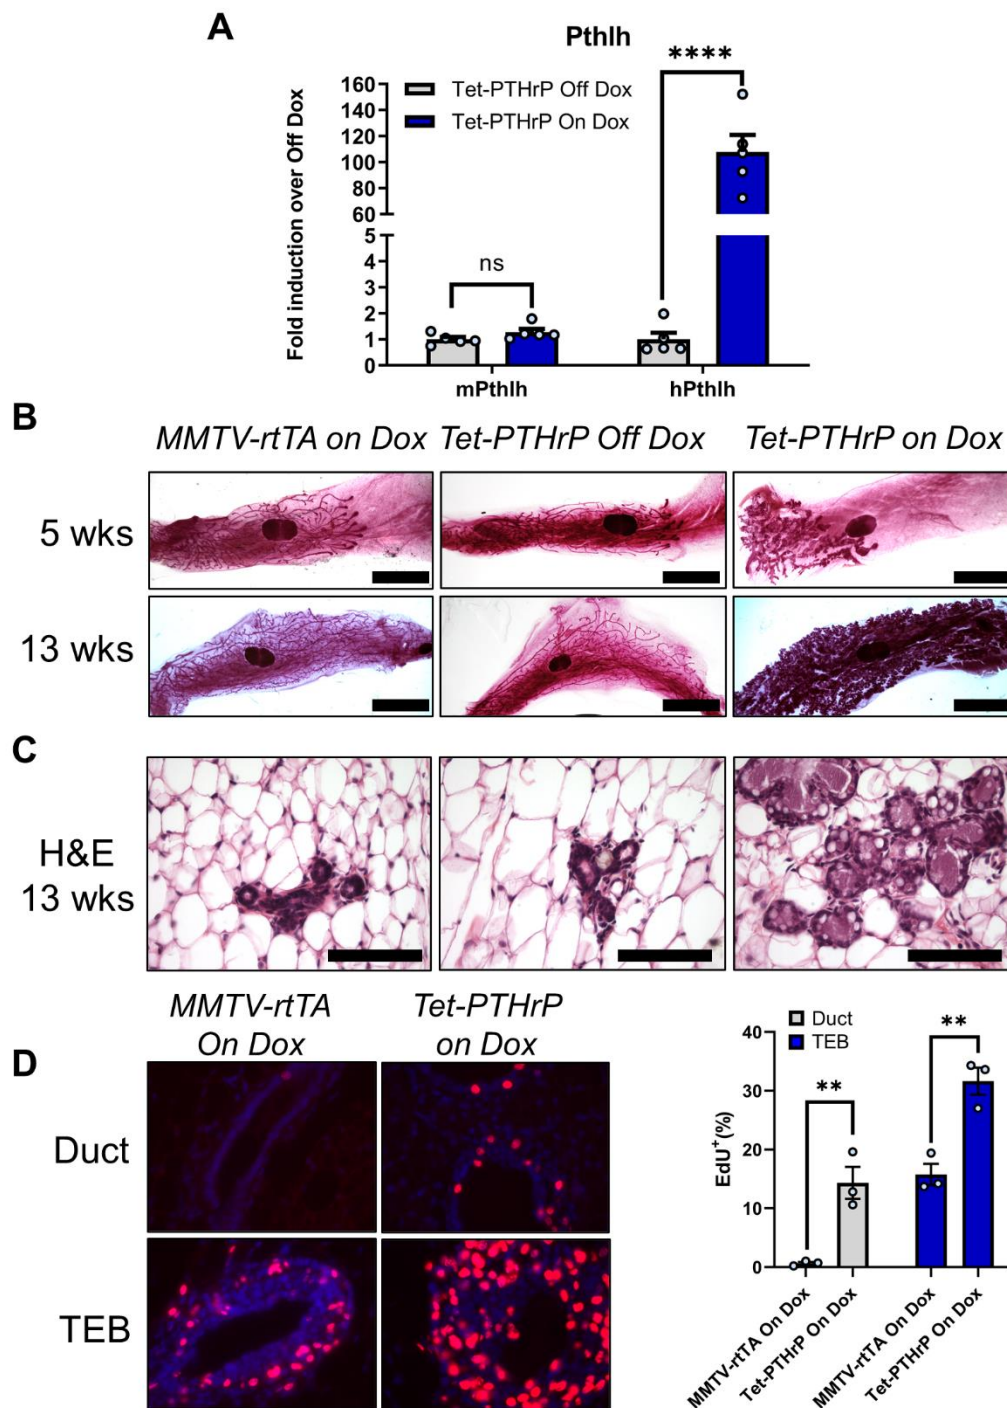 A
Pthlh
****
Fold induction over Off Dox
160
140
120
100
80
60
5
4
3
2
1
0
Tet-PTHrP Off Dox
Tet-PTHrP On Dox
ns
mPthlh
hPthlh
B
MMTV-rtTA on Dox
Tet-PTHrP Off Dox
Tet-PTHrP on Dox
5 wks
13 wks
C
H&E
13 wks
D
MMTV-rtTA
On Dox
Tet-PTHrP
on Dox
Duct
TEB
EdU+(%)
40
30
20
10
0
Duct
TEB
**
**
MMTV-rtTA On Dox
Tet-PTHrP On Dox
MMTV-rtTA On Dox
Tet-PTHrP On Dox